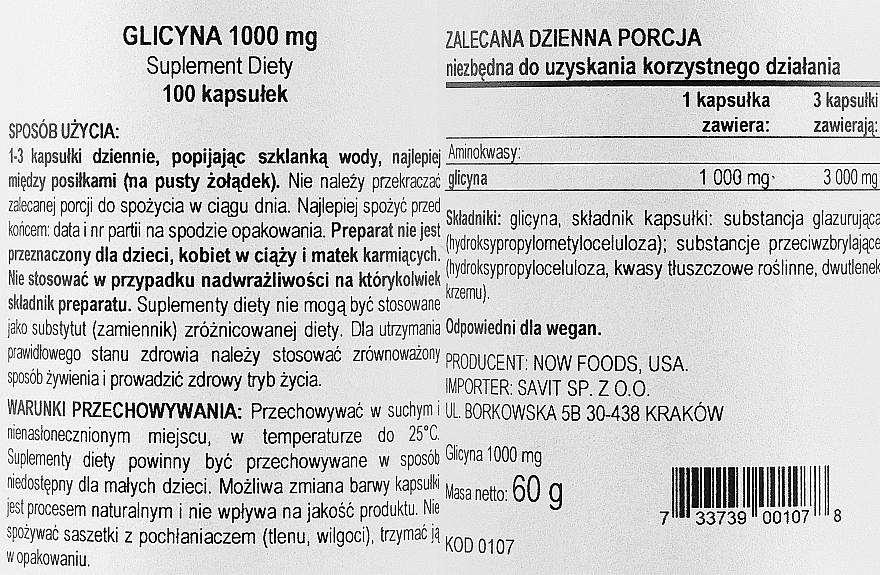 GLICYNA 1000 mg
Suplement Diety
100 kapsułek
SPOSÓB UŻYCIA:
1-3 kapsułki dziennie, popijając szklanką wody, najlepiej
między posiłkami (na pusty żołądek). Nie należy przekraczać
zalecanej porcji do spożycia w ciągu dnia. Najlepiej spożyć przed
końcem: data i nr partii na spodzie opakowania. Preparat nie jest
przeznaczony dla dzieci, kobiet w ciąży i matek karmiących.
Nie stosować w przypadku nadwrażliwości na którykolwiek
składnik preparatu. Suplementy diety nie mogą być stosowane
jako substytut (zamiennik) zróżnicowanej diety. Dla utrzymania
prawidłowego stanu zdrowia należy stosować zrównoważony
sposób żywienia i prowadzić zdrowy tryb życia.
WARUNKI PRZECHOWYWANIA: Przechowywać w suchym i
nienasłonecznionym miejscu, w temperaturze do 25°C.
Suplementy diety powinny być przechowywane w sposób
niedostępny dla małych dzieci. Możliwa zmiana barwy kapsułki
jest procesem naturalnym i nie wpływa na jakość produktu. Nie
spożywać saszetki z pochłaniaczem (tlenu, wilgoci), trzymać ją
w opakowaniu.
ZALECANA DZIENNA PORCJA
niezbędna do uzyskania korzystnego działania
1 kapsułka 3 kapsułki
zawiera: zawierają:
Aminokwasy:
glicyna 1 000 mg 3 000 mg
Składniki: glicyna, składnik kapsułki: substancja glazurująca
(hydroksypropylometyloceluloza); substancje przeciwzbrylające
(hydroksypropyloceluloza, kwasy tłuszczowe roślinne, dwutlenek
krzemu).
Odpowiedni dla wegan.
PRODUCENT: NOW FOODS, USA.
IMPORTER: SAVIT SP. Z O.O.
UL. BORKOWSKA 5B 30-438 KRAKÓW
Glicyna 1000 mg
Masa netto: 60 g
7 33739 00107 8
KOD 0107